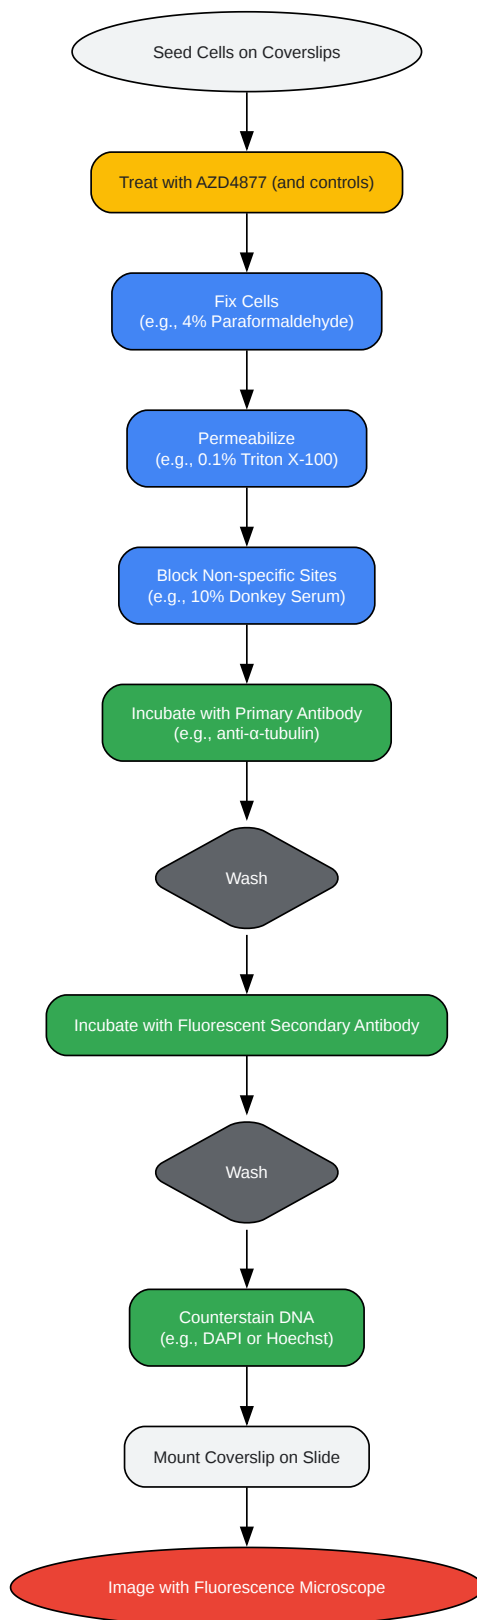 Seed Cells on Coverslips
Treat with AZD4877 (and controls)
Fix Cells
(e.g., 4% Paraformaldehyde)
Permeabilize
(e.g., 0.1% Triton X-100)
Block Non-specific Sites
(e.g., 10% Donkey Serum)
Incubate with Primary Antibody
(e.g., anti-α-tubulin)
Wash
Incubate with Fluorescent Secondary Antibody
Wash
Counterstain DNA
(e.g., DAPI or Hoechst)
Mount Coverslip on Slide
Image with Fluorescence Microscope